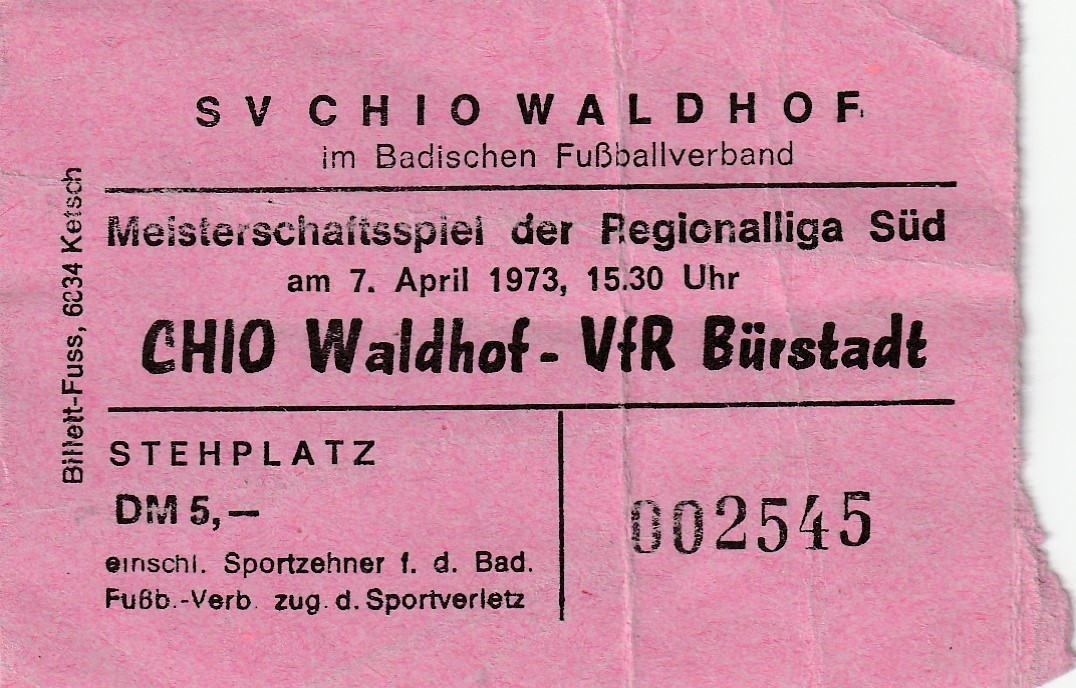 SV CHIO WALDHOF
im Badischen Fußballverband
Meisterschaftsspiel der Regionalliga Süd
am 7. April 1973, 15.30 Uhr
CHIO Waldhof - VfR Bürstadt
STEHPLATZ
DM 5,—
einschl. Sportzehner f. d. Bad.
Fußb.-Verb. zug. d. Sportverletz
002545
Billett-Fuss, 6834 Ketsch